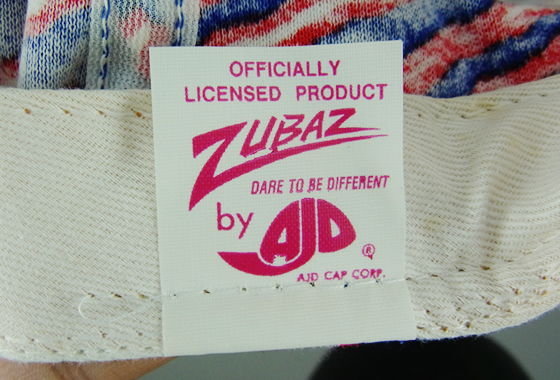 OFFICIALLY
LICENSED PRODUCT
ZUBAZ
DARE TO BE DIFFERENT
by AJD
®
AJD CAP CORP.